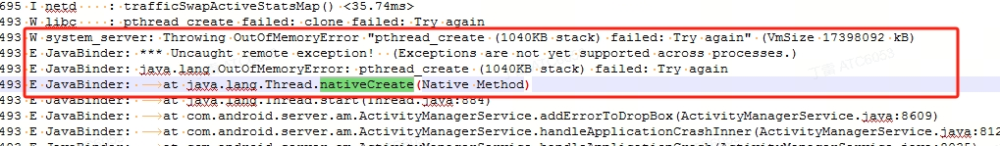 695 I netd    : trafficSwapActiveStatsMap() <35.74ms>
493 W libc    : pthread_create failed: clone failed: Try again
493 W system_server: Throwing OutOfMemoryError "pthread_create (1040KB stack) failed: Try again" (VmSize 17398092 kB)
493 E JavaBinder: *** Uncaught remote exception! (Exceptions are not yet supported across processes.)
493 E JavaBinder: java.lang.OutOfMemoryError: pthread_create (1040KB stack) failed: Try again
493 E JavaBinder: at java.lang.Thread.nativeCreate(Native Method)
493 E JavaBinder: at java.lang.Thread.start(Thread.java:884)
493 E JavaBinder: at com.android.server.am.ActivityManagerService.addErrorToDropBox(ActivityManagerService.java:8609)
493 E JavaBinder: at com.android.server.am.ActivityManagerService.handleApplicationCrashInner(ActivityManagerService.java:812